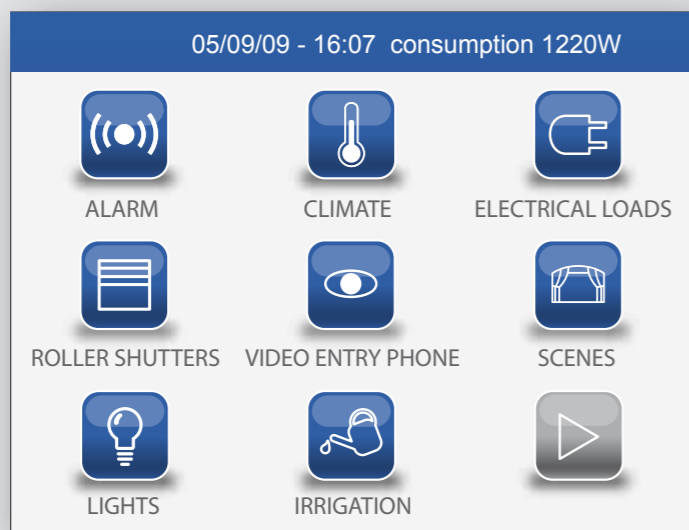 05/09/09 - 16:07 consumption 1220W
ALARM
CLIMATE
ELECTRICAL LOADS
ROLLER SHUTTERS
VIDEO ENTRY PHONE
SCENES
LIGHTS
IRRIGATION